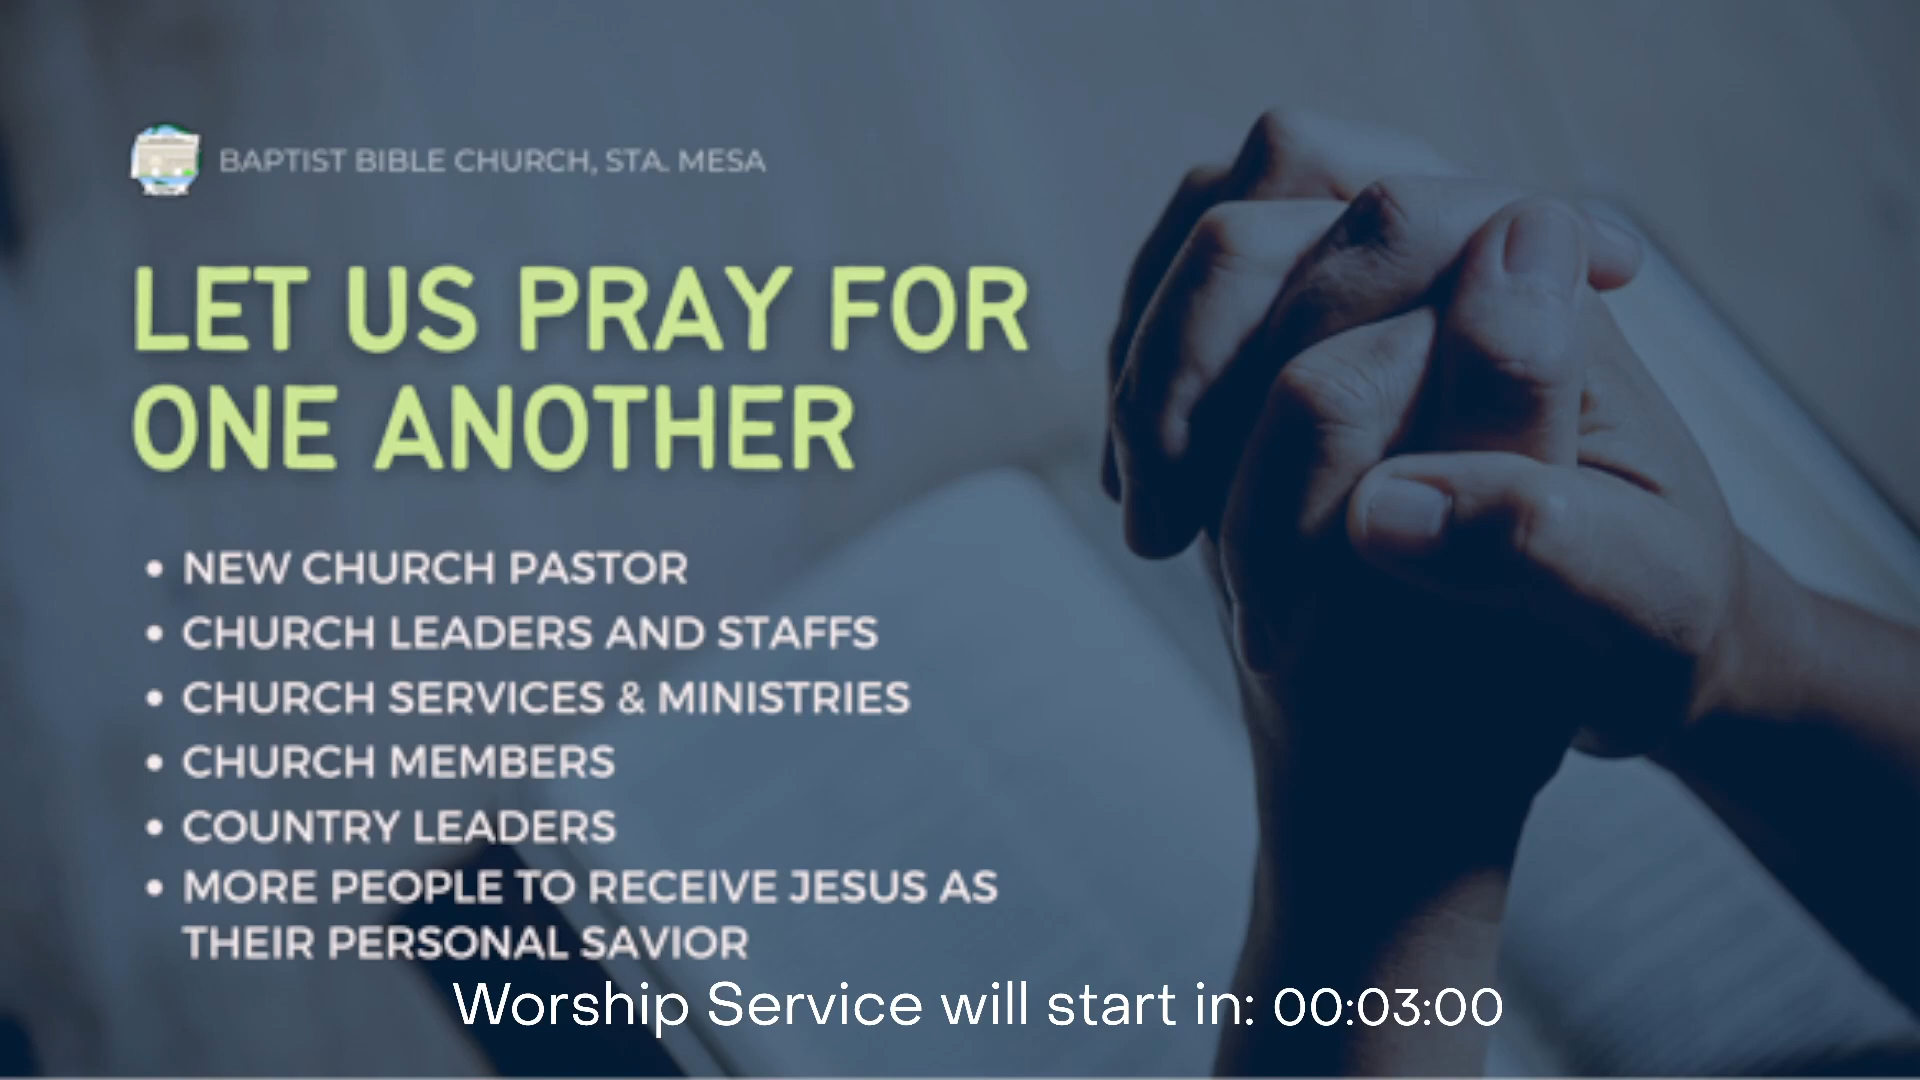 BAPTIST BIBLE CHURCH, STA. MESA
LET US PRAY FOR
ONE ANOTHER
• NEW CHURCH PASTOR
• CHURCH LEADERS AND STAFFS
• CHURCH SERVICES & MINISTRIES
• CHURCH MEMBERS
• COUNTRY LEADERS
• MORE PEOPLE TO RECEIVE JESUS AS
THEIR PERSONAL SAVIOR
Worship Service will start in: 00:03:00